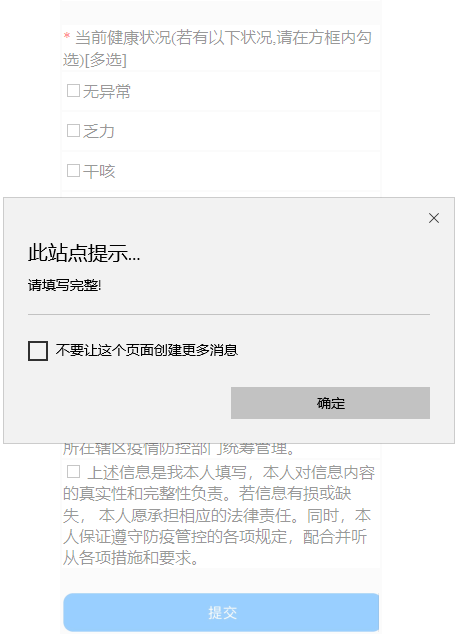 * 当前健康状况(若有以下状况,请在方框内勾
选)[多选]
无异常
乏力
干咳
此站点提示...
请填写完整!
不要让这个页面创建更多消息
确定
所在辖区疫情防控部门统筹管理。
上述信息是我本人填写，本人对信息内容
的真实性和完整性负责。若信息有损或缺
失， 本人愿承担相应的法律责任。同时，本
人保证遵守防疫管控的各项规定，配合并听
从各项措施和要求。
提交